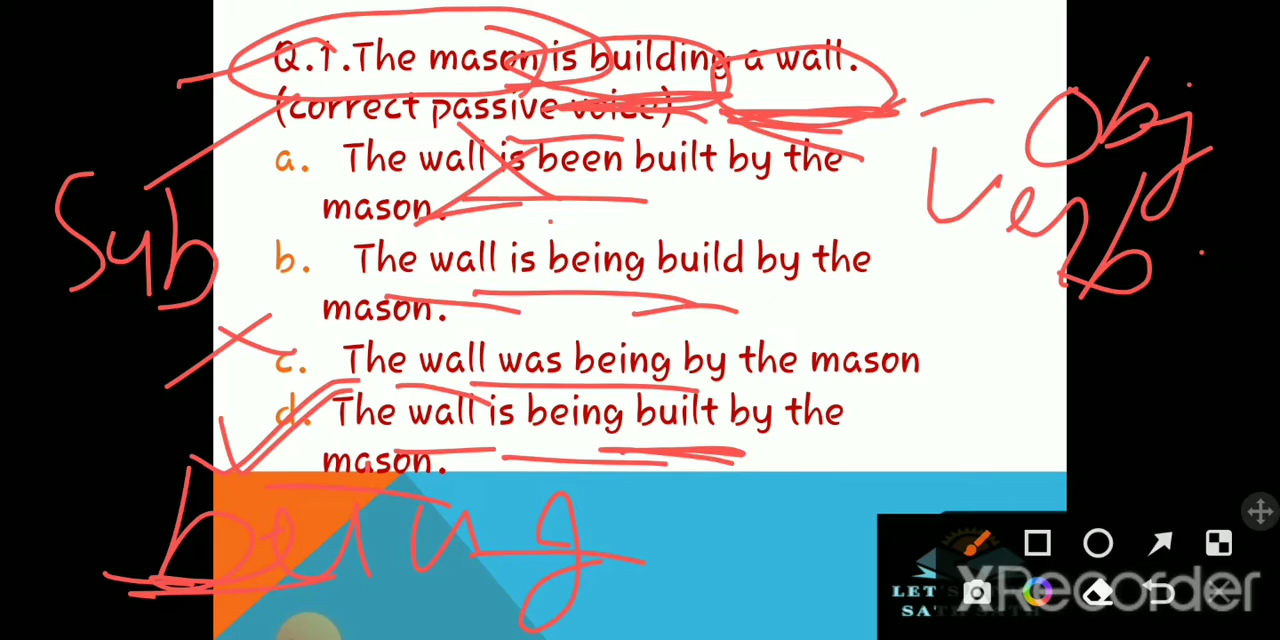 Q.1.The mason is building a wall.
(correct passive voice)
a. The wall is been built by the
mason.
b. The wall is being build by the
mason.
c. The wall was being by the mason
d. The wall is being built by the
mason.
Sub
Obj
Verb
being
LET'S
XRecorder